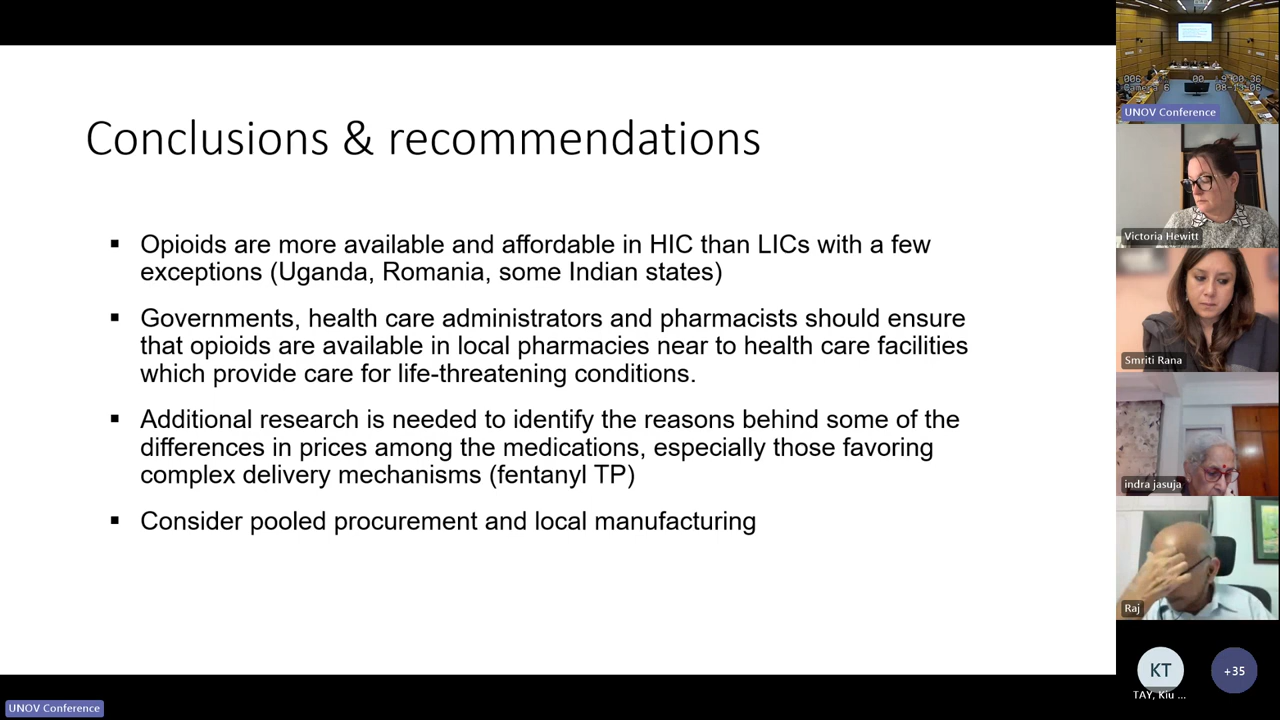 Conclusions & recommendations
▪ Opioids are more available and affordable in HIC than LICs with a few
exceptions (Uganda, Romania, some Indian states)
▪ Governments, health care administrators and pharmacists should ensure
that opioids are available in local pharmacies near to health care facilities
which provide care for life-threatening conditions.
▪ Additional research is needed to identify the reasons behind some of the
differences in prices among the medications, especially those favoring
complex delivery mechanisms (fentanyl TP)
▪ Consider pooled procurement and local manufacturing
UNOV Conference
UNOV Conference
Victoria Hewitt
Smriti Rana
indra jasuja
Raj
KT
TAY, Kiu ...
+35